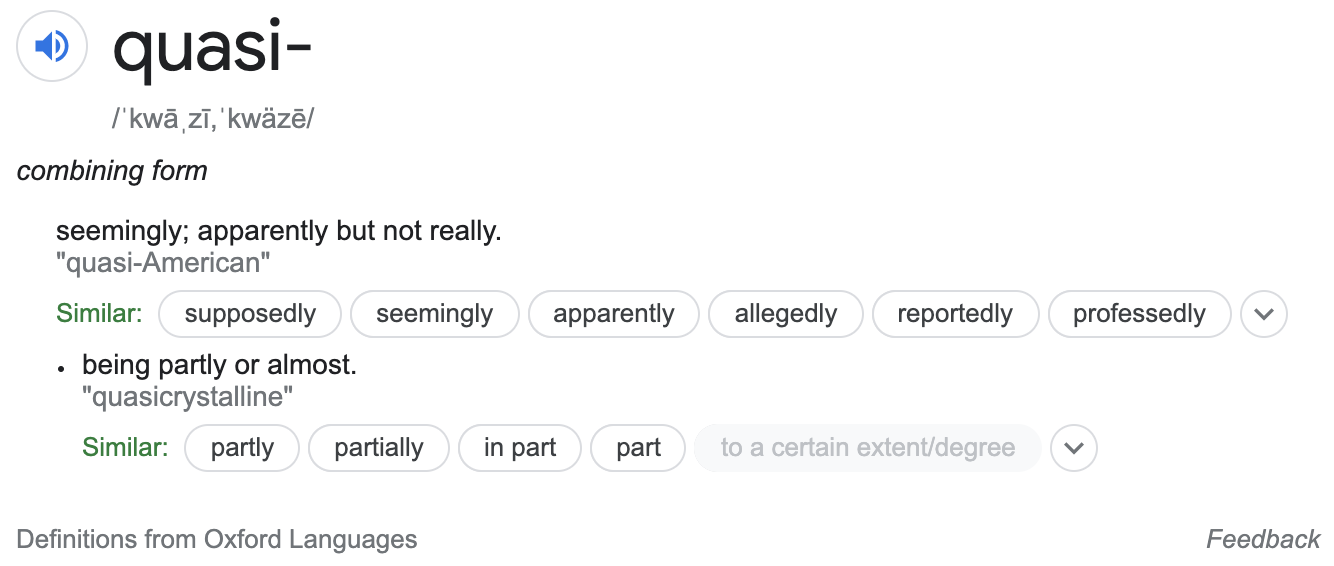 quasi-
/ˈkwāˌzī,ˈkwäzē/
combining form
seemingly; apparently but not really.
"quasi-American"
Similar: supposedly seemingly apparently allegedly reportedly professedly
• being partly or almost.
"quasicrystalline"
Similar: partly partially in part part to a certain extent/degree
Definitions from Oxford Languages Feedback